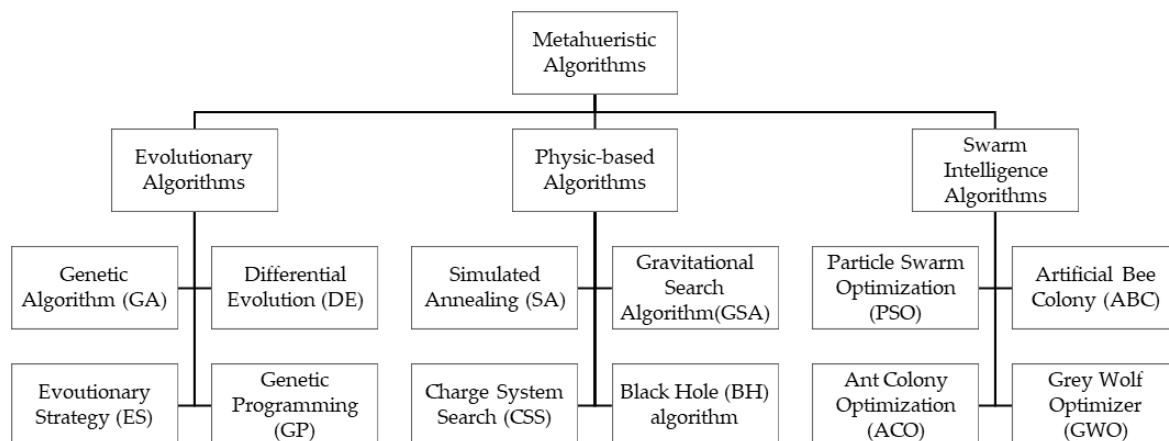 Metahueristic
Algorithms
Evolutionary
Algorithms
Physic-based
Algorithms
Swarm
Intelligence
Algorithms
Genetic
Algorithm (GA)
Differential
Evolution (DE)
Simulated
Annealing (SA)
Gravitational
Search
Algorithm(GSA)
Particle Swarm
Optimization
(PSO)
Artificial Bee
Colony (ABC)
Evoutionary
Strategy (ES)
Genetic
Programming
(GP)
Charge System
Search (CSS)
Black Hole (BH)
algorithm
Ant Colony
Optimization
(ACO)
Grey Wolf
Optimizer
(GWO)